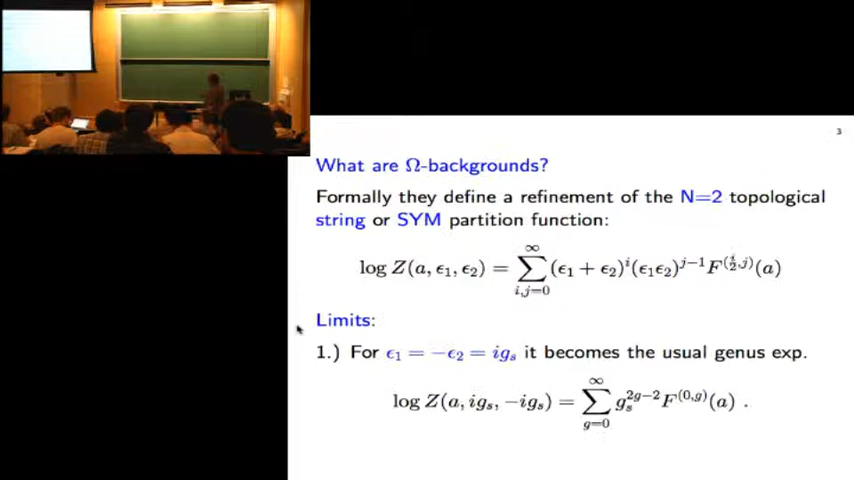 3
What are Ω-backgrounds?
Formally they define a refinement of the N=2 topological
string or SYM partition function:
log Z(a, ϵ₁, ϵ₂) = ∑_{i,j=0}^{∞} (ϵ₁ + ϵ₂)^i (ϵ₁ϵ₂)^{j−1} F^{(i/2,j)}(a)
Limits:
1.) For ϵ₁ = −ϵ₂ = ig_s it becomes the usual genus exp.
log Z(a, ig_s, −ig_s) = ∑_{g=0}^{∞} g_s^{2g−2} F^{(0,g)}(a) .